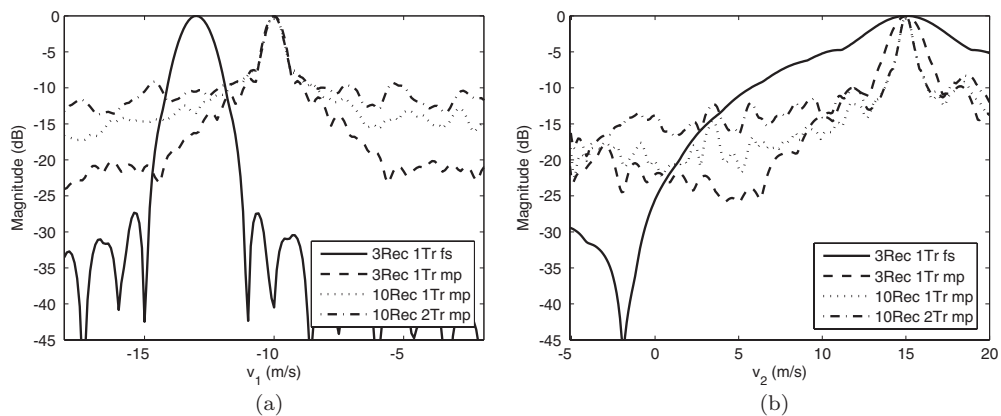 0
-5
-10
-15
-20
-25
-30
-35
-40
-45
Magnitude (dB)
-15
-10
-5
v1 (m/s)
3Rec 1Tr fs
3Rec 1Tr mp
10Rec 1Tr mp
10Rec 2Tr mp
(a)
0
-5
-10
-15
-20
-25
-30
-35
-40
-45
Magnitude (dB)
-5
0
5
10
15
20
v2 (m/s)
3Rec 1Tr fs
3Rec 1Tr mp
10Rec 1Tr mp
10Rec 2Tr mp
(b)